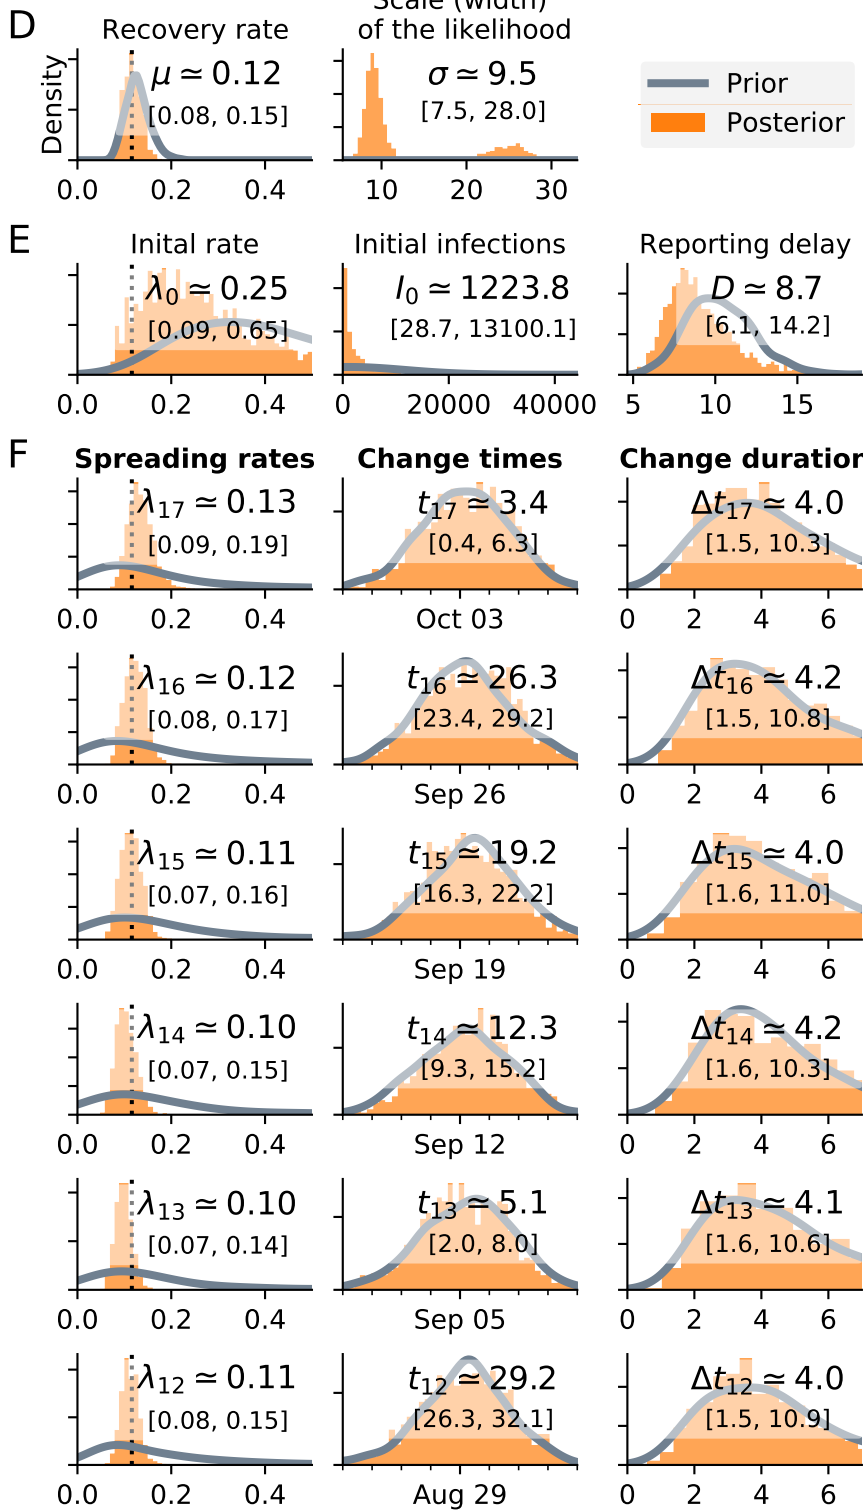 D
Recovery rate
Scale (width)
of the likelihood
Density
μ ≃ 0.12
[0.08, 0.15]
0.0 0.2 0.4
σ ≃ 9.5
[7.5, 28.0]
10 20 30
Prior
Posterior
E
Inital rate
λ0 ≃ 0.25
[0.09, 0.65]
0.0 0.2 0.4
Initial infections
I0 ≃ 1223.8
[28.7, 13100.1]
0 20000 40000
Reporting delay
D ≃ 8.7
[6.1, 14.2]
5 10 15
F
Spreading rates
Change times
Change duration
λ17 ≃ 0.13
[0.09, 0.19]
0.0 0.2 0.4
t17 ≃ 3.4
[0.4, 6.3]
Oct 03
Δt17 ≃ 4.0
[1.5, 10.3]
0 2 4 6
λ16 ≃ 0.12
[0.08, 0.17]
0.0 0.2 0.4
t16 ≃ 26.3
[23.4, 29.2]
Sep 26
Δt16 ≃ 4.2
[1.5, 10.8]
0 2 4 6
λ15 ≃ 0.11
[0.07, 0.16]
0.0 0.2 0.4
t15 ≃ 19.2
[16.3, 22.2]
Sep 19
Δt15 ≃ 4.0
[1.6, 11.0]
0 2 4 6
λ14 ≃ 0.10
[0.07, 0.15]
0.0 0.2 0.4
t14 ≃ 12.3
[9.3, 15.2]
Sep 12
Δt14 ≃ 4.2
[1.6, 10.3]
0 2 4 6
λ13 ≃ 0.10
[0.07, 0.14]
0.0 0.2 0.4
t13 ≃ 5.1
[2.0, 8.0]
Sep 05
Δt13 ≃ 4.1
[1.6, 10.6]
0 2 4 6
λ12 ≃ 0.11
[0.08, 0.15]
0.0 0.2 0.4
t12 ≃ 29.2
[26.3, 32.1]
Aug 29
Δt12 ≃ 4.0
[1.5, 10.9]
0 2 4 6